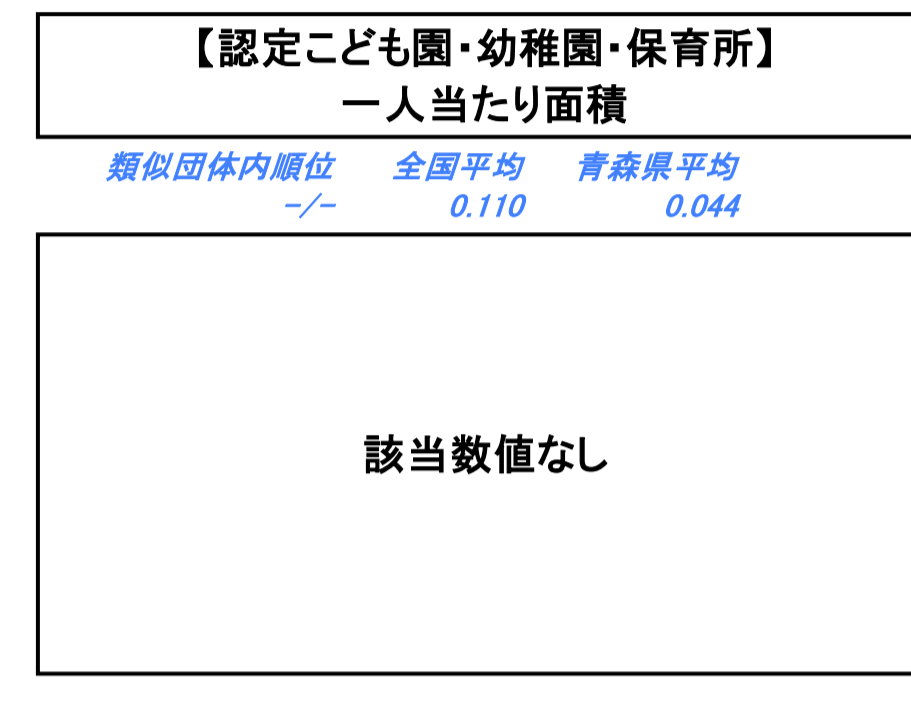 【認定こども園・幼稚園・保育所】
一人当たり面積
類似団体内順位 全国平均 青森県平均
-/- 0.110 0.044
該当数値なし